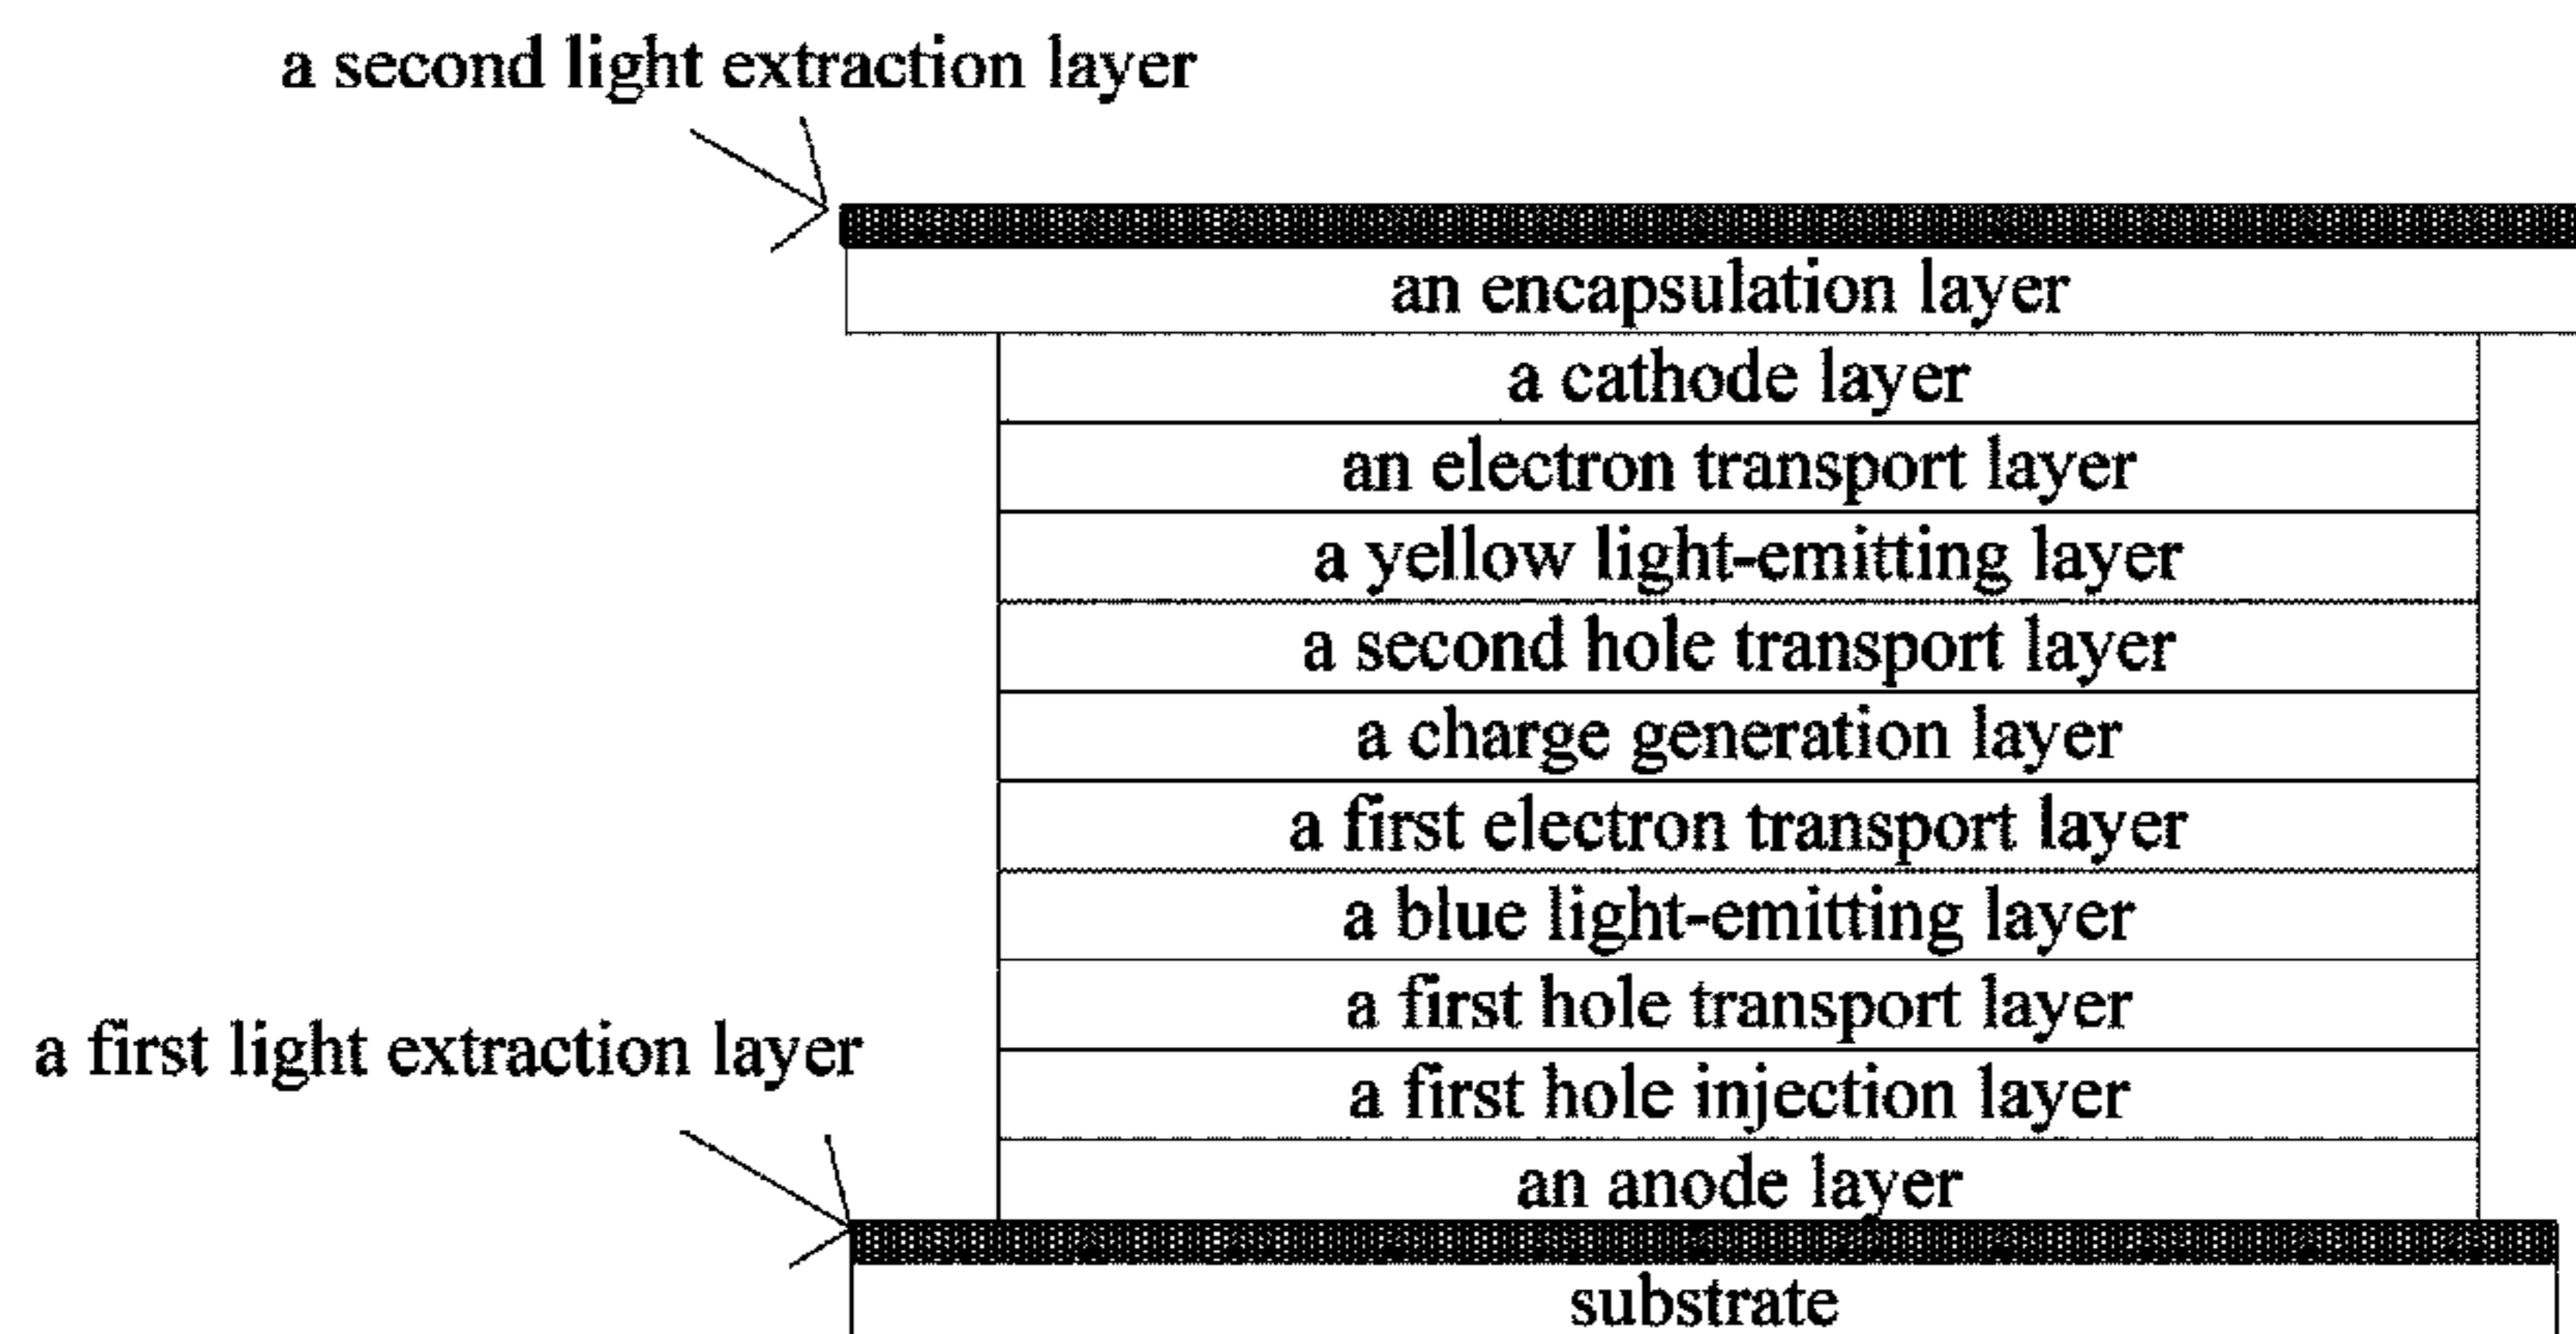 a second light extraction layer
an encapsulation layer
a cathode layer
an electron transport layer
a yellow light-emitting layer
a second hole transport layer
a charge generation layer
a first electron transport layer
a blue light-emitting layer
a first hole transport layer
a first light extraction layer
a first hole injection layer
an anode layer
substrate